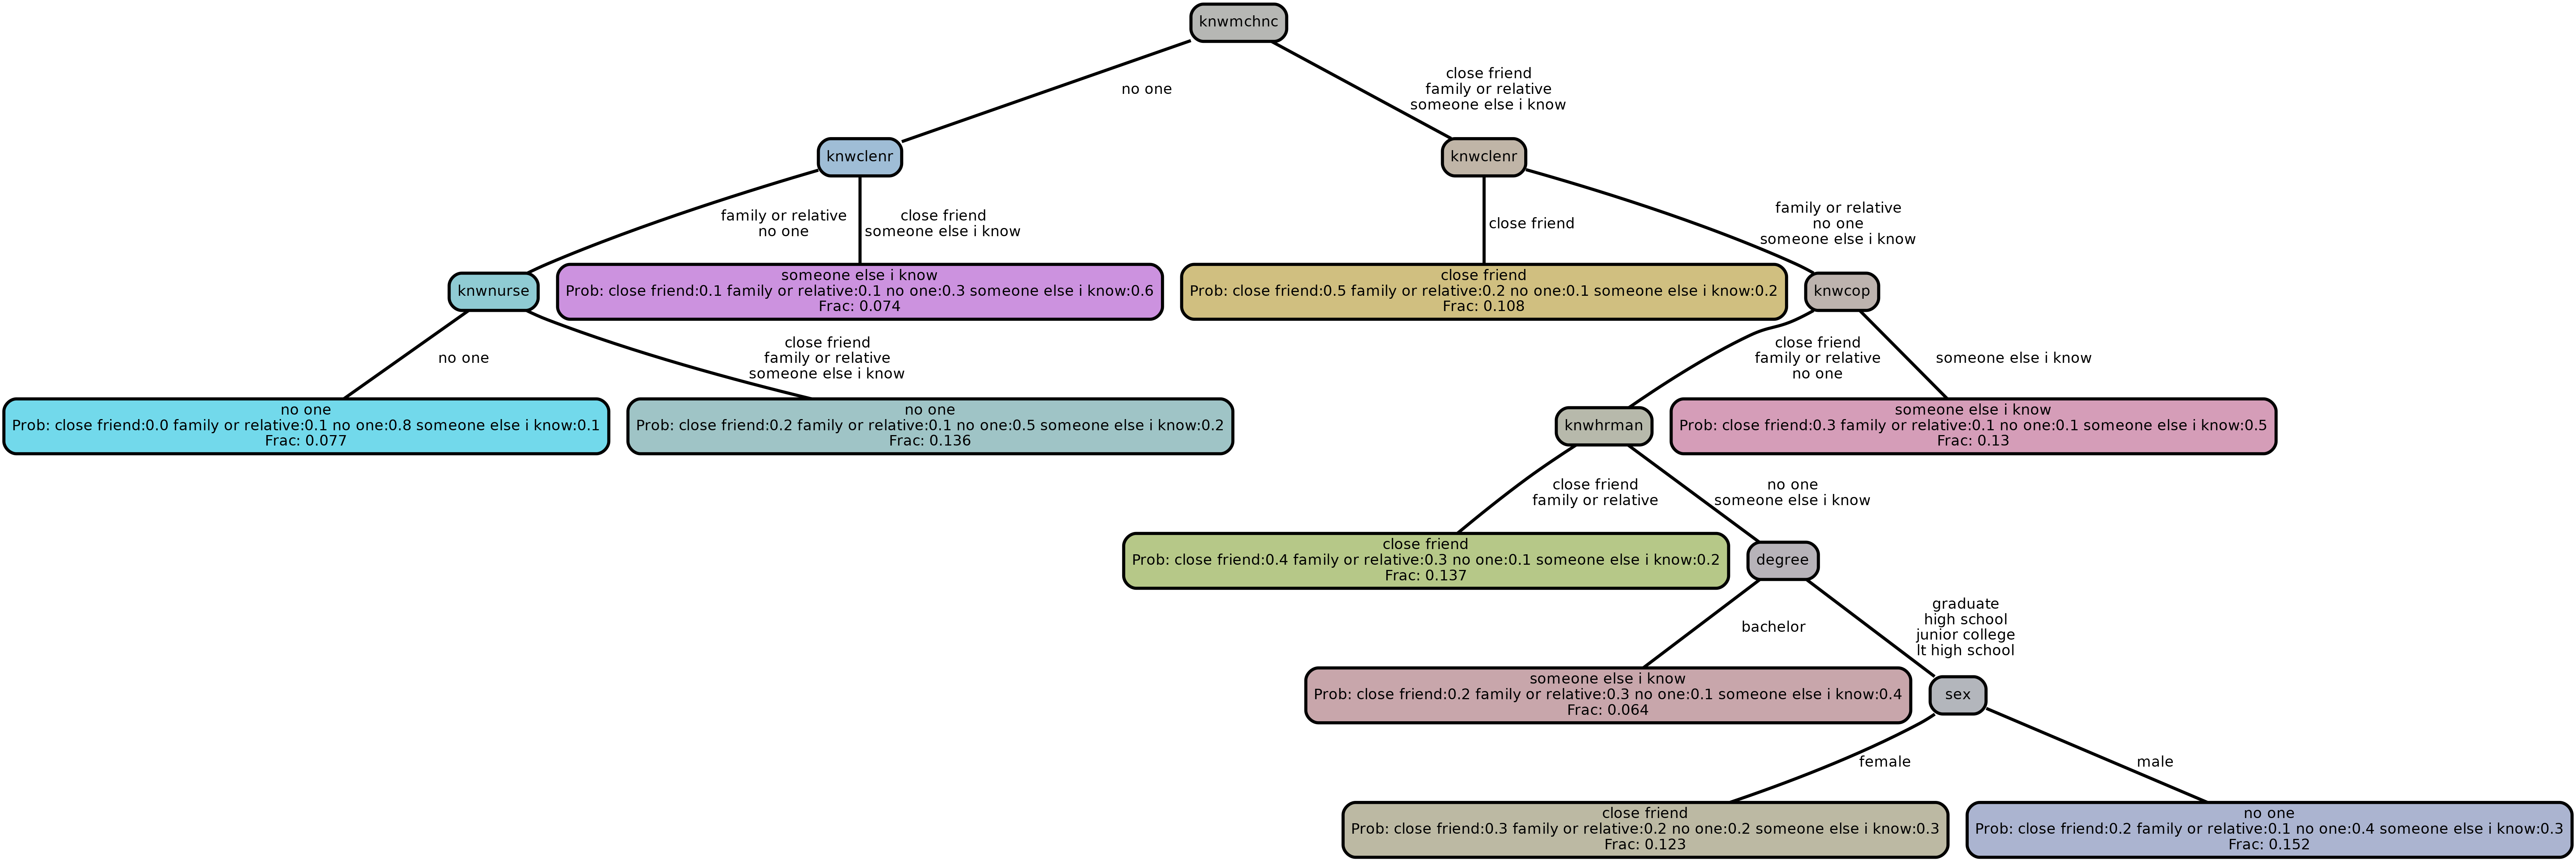 knwmchnc
no one
close friend
family or relative
someone else i know
knwclenr
knwclenr
family or relative
no one
close friend
someone else i know
close friend
family or relative
no one
someone else i know
knwnurse
someone else i know
Prob: close friend:0.1 family or relative:0.1 no one:0.3 someone else i know:0.6
Frac: 0.074
close friend
Prob: close friend:0.5 family or relative:0.2 no one:0.1 someone else i know:0.2
Frac: 0.108
knwcop
no one
close friend
family or relative
someone else i know
close friend
family or relative
no one
someone else i know
no one
Prob: close friend:0.0 family or relative:0.1 no one:0.8 someone else i know:0.1
Frac: 0.077
no one
Prob: close friend:0.2 family or relative:0.1 no one:0.5 someone else i know:0.2
Frac: 0.136
knwhrman
someone else i know
Prob: close friend:0.3 family or relative:0.1 no one:0.1 someone else i know:0.5
Frac: 0.13
close friend
family or relative
no one
someone else i know
close friend
Prob: close friend:0.4 family or relative:0.3 no one:0.1 someone else i know:0.2
Frac: 0.137
degree
bachelor
graduate
high school
junior college
lt high school
someone else i know
Prob: close friend:0.2 family or relative:0.3 no one:0.1 someone else i know:0.4
Frac: 0.064
sex
female
male
close friend
Prob: close friend:0.3 family or relative:0.2 no one:0.2 someone else i know:0.3
Frac: 0.123
no one
Prob: close friend:0.2 family or relative:0.1 no one:0.4 someone else i know:0.3
Frac: 0.152